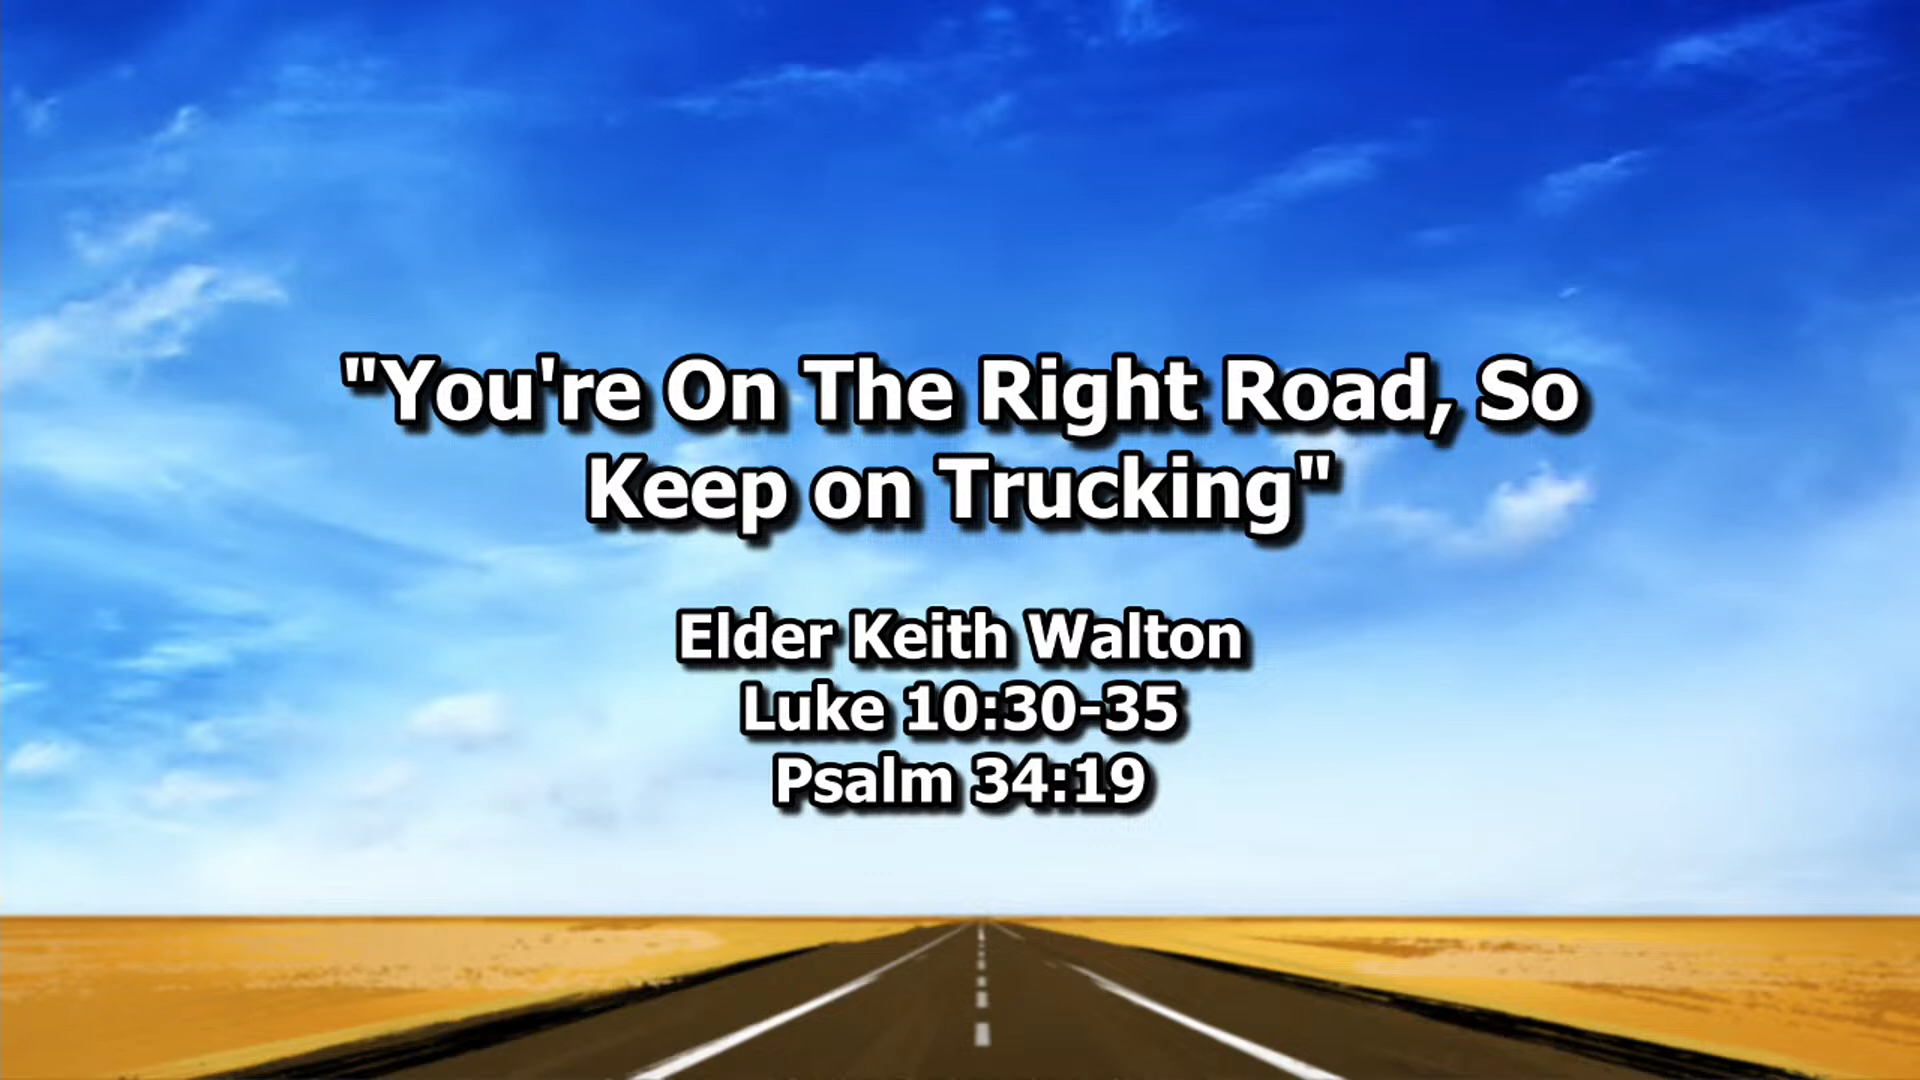 "You're On The Right Road, So
Keep on Trucking"
Elder Keith Walton
Luke 10:30-35
Psalm 34:19